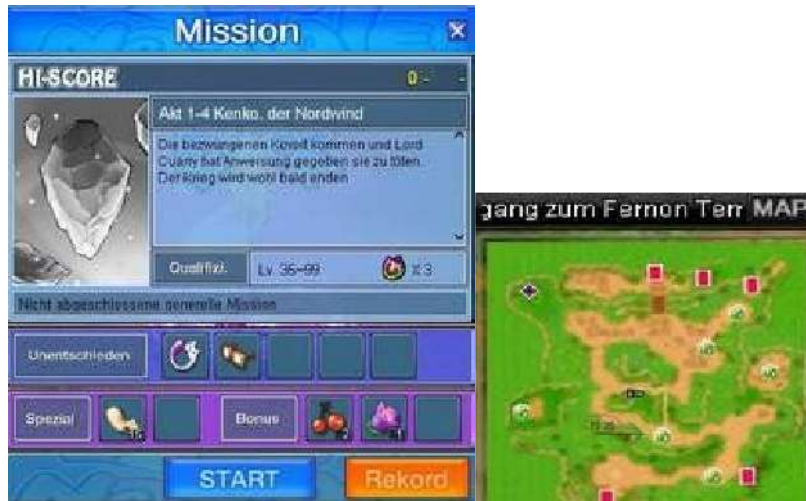 Mission
HI-SCORE
0 - -
Akt 1-4 Kenko, der Nordwind
Die bezwungenen Kovolt kommen und Lord
Cuarry hat Anweisung gegeben sie zu töten.
Der Krieg wird wohl bald enden
Qualifizi. Lv. 36~99 X 3
Nicht abgeschlossene generelle Mission
Unentschieden
Spezial Bonus
START Rekord
gang zum Fernon Terr MAP